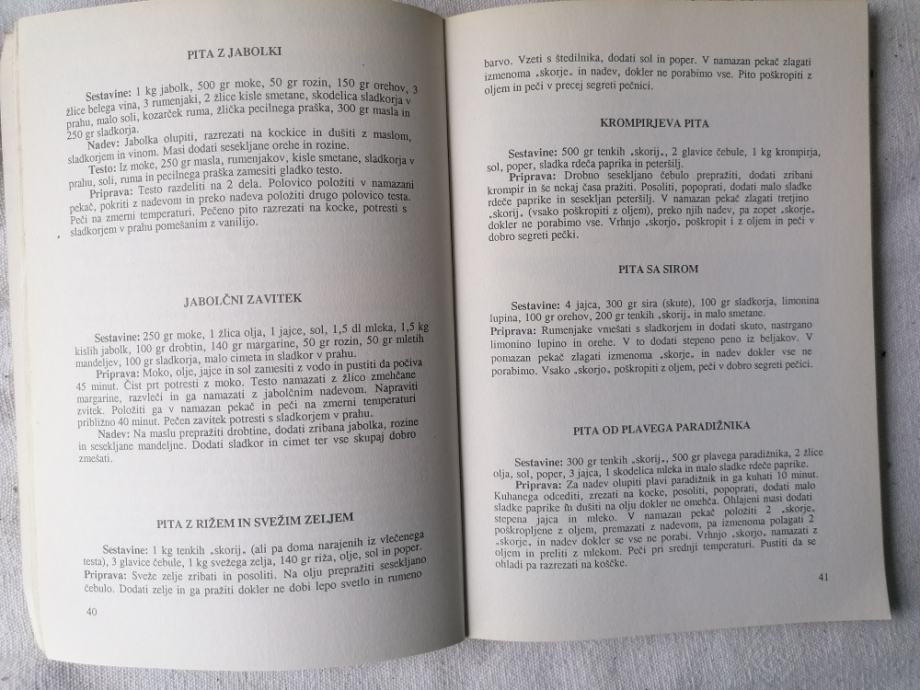 PITA Z JABOLKI
Sestavine: 1 kg jabolk, 500 gr moke, 50 gr rozin, 150 gr orehov, 3
žlice belega vina, 3 rumenjaki, 2 žlice kisle smetane, skodelica sladkorja v
prahu, malo soli, kozarček ruma, žlička pecilnega praška, 300 gr masla in
250 gr sladkorja.
Nadev: Jabolka olupiti, razrezati na kockice in dušiti z maslom,
sladkorjem in vinom. Masi dodati sesekljane orehe in rozine.
Testo: Iz moke, 250 gr masla, rumenjakov, kisle smetane, sladkorja v
prahu, soli, ruma in pecilnega praška zamesiti gladko testo.
Priprava: Testo razdeliti na 2 dela. Polovico položiti v namazani
pekač, pokriti z nadevom in preko nadeva položiti drugo polovico testa.
Peči na zmerni temperaturi. Pečeno pito razrezati na kocke, potresti s
sladkorjem v prahu pomešanim z vanilijo.
JABOLČNI ZAVITEK
Sestavine: 250 gr moke, 1 žlica olja, 1 jajce, sol, 1,5 dl mleka, 1,5 kg
kislih jabolk, 100 gr drobtin, 140 gr margarine, 50 gr rozin, 50 gr mletih
mandeljev, 100 gr sladkorja, malo cimeta in sladkor v prahu.
Priprava: Moko, olje, jajce in sol zamesiti z vodo in pustiti da počiva
45 minut. Čist prt potresti z moko. Testo namazati z žlico zmehčane
margarine, razvleči in ga namazati z jabolčnim nadevom. Napraviti
zvitek. Položiti ga v namazan pekač in peči na zmerni temperaturi
približno 40 minut. Pečen zavitek potresti s sladkorjem v prahu.
Nadev: Na maslu prepražiti drobtine, dodati zribana jabolka, rozine
in sesekljane mandeljne. Dodati sladkor in cimet ter vse skupaj dobro
zmešati.
PITA Z RIŽEM IN SVEŽIM ZELJEM
Sestavine: 1 kg tenkih „skorij„ (ali pa doma narejenih iz vlečenega
testa), 3 glavice čebule, 1 kg svežega zelja, 140 gr riža, olje, sol in poper.
Priprava: Sveže zelje zribati in posoliti. Na olju prepražiti sesekljano
čebulo. Dodati zelje in ga pražiti dokler ne dobi lepo svetlo in rumeno
40
barvo. Vzeti s štedilnika, dodati sol in poper. V namazan pekač zlagati
izmenoma „skorje„ in nadev, dokler ne porabimo vse. Pito poškropiti z
oljem in peči v precej segreti pečnici.
KROMPIRJEVA PITA
Sestavine: 500 gr tenkih „skorij„, 2 glavice čebule, 1 kg krompirja,
sol, poper, sladka rdeča paprika in peteršilj.
Priprava: Drobno sesekljano čebulo prepražiti, dodati zribani
krompir in še nekaj časa pražiti. Posoliti, popoprati, dodati malo sladke
rdeče paprike in sesekljan peteršilj. V namazan pekač zlagati tretjino
„skorij„ (vsako poškropiti z oljem), preko njih nadev, pa zopet „skorje„
dokler ne porabimo vse. Vrhnjo „skorjo„ poškropit i z oljem in peči v
dobro segreti pečki.
PITA SA SIROM
Sestavine: 4 jajca, 300 gr sira (skute), 100 gr sladkorja, limonina
lupina, 100 gr orehov, 200 gr tenkih „skorij„ in malo smetane.
Priprava: Rumenjake vmešati s sladkorjem in dodati skuto, nastrgano
limonino lupino in orehe. V to dodati stepeno peno iz beljakov. V
pomazan pekač zlagati izmenoma „skorje„ in nadev dokler vse ne
porabimo. Vsako „skorjo„ poškropiti z oljem, peči v dobro segreti pečici.
PITA OD PLAVEGA PARADIŽNIKA
Sestavine: 300 gr tenkih „skorij„, 500 gr plavega paradižnika, 2 žlice
olja, sol, poper, 3 jajca, 1 skodelica mleka in malo sladke rdeče paprike.
Priprava: Za nadev olupiti plavi paradižnik in ga kuhati 10 minut.
Kuhanega odcediti, zrezati na kocke, posoliti, popoprati, dodati malo
sladke paprike in dušiti na olju dokler ne omehča. Ohlajeni masi dodati
stepena jajca in mleko. V namazan pekač položiti 2 „skorje„
poškropljene z oljem, premazati z nadevom, pa izmenoma polagati 2
„skorje„ in nadev dokler se vse ne porabi. Vrhnjo „skorjo„ namazati z
oljem in preliti z mlekom. Peči pri srednji temperaturi. Pustiti da se
ohladi pa razrezati na koščke.
41